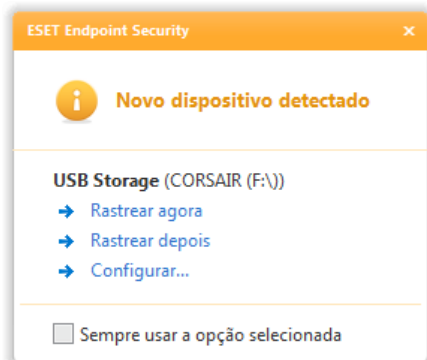 ESET Endpoint Security
Novo dispositivo detectado
USB Storage (CORSAIR (F:\))
Rastrear agora
Rastrear depois
Configurar...
Sempre usar a opção selecionada